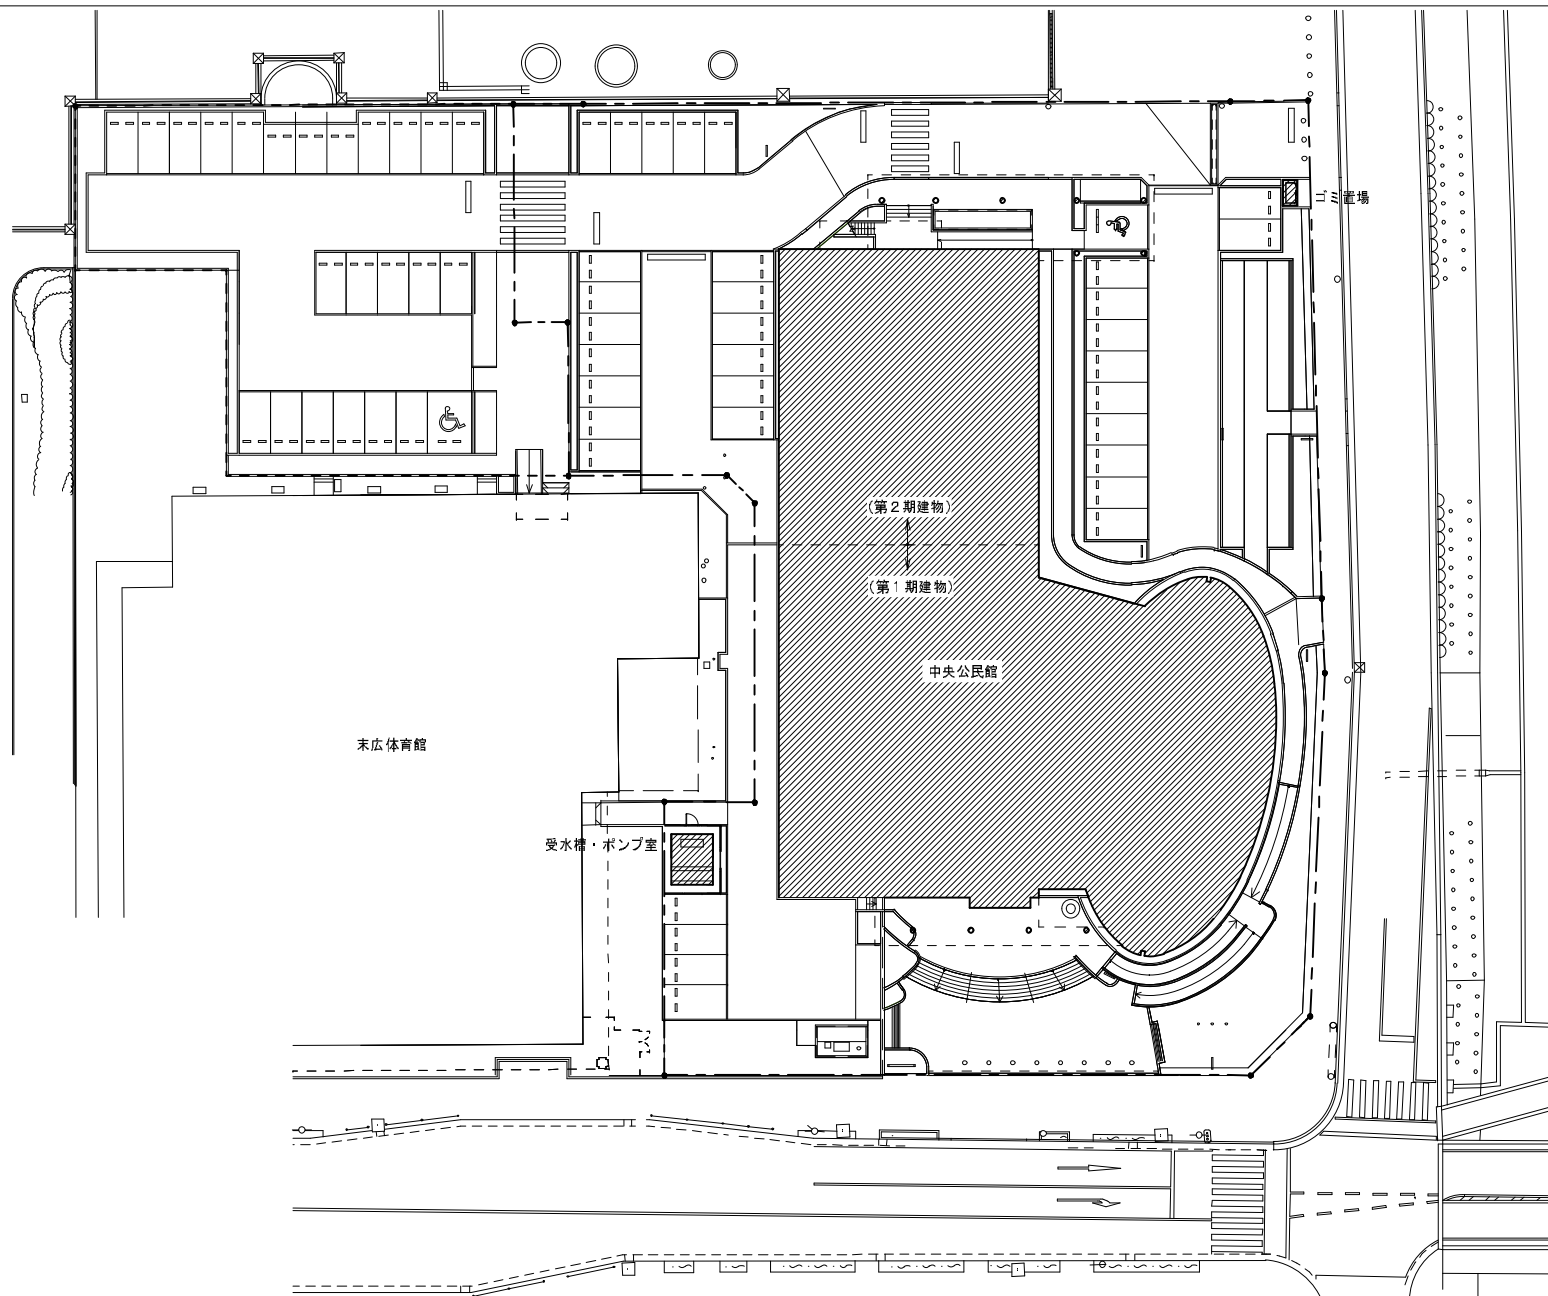 ゴミ置場
(第２期建物)
(第１期建物)
中央公民館
末広体育館
受水槽・ポンプ室